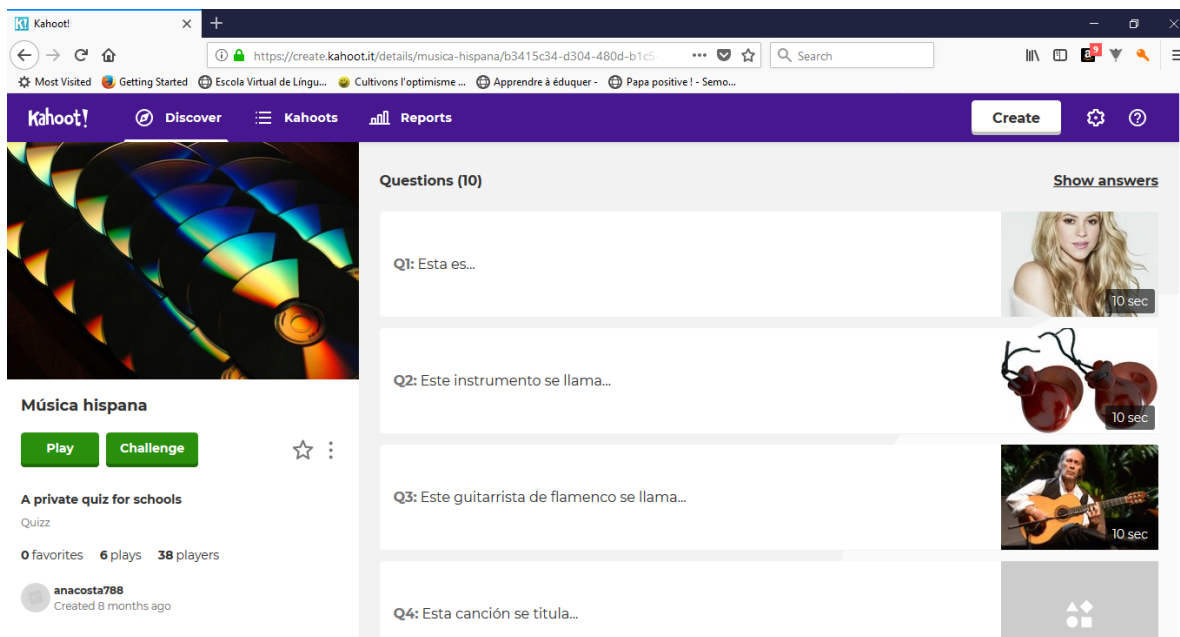 Kahoot!
https://create.kahoot.it/details/musica-hispana/b3415c34-d304-480d-b1c5
Search
9
Most Visited Getting Started Escola Virtual de Língu... Cultivons l'optimisme ... Apprendre à éduquer - Papa positive ! - Semo...
Kahoot! Discover Kahoots Reports Create
Questions (10) Show answers
Q1: Esta es...
10 sec
Q2: Este instrumento se llama...
10 sec
Música hispana
Play Challenge
A private quiz for schools
Quizz
0 favorites 6 plays 38 players
anacosta788
Created 8 months ago
Q3: Este guitarrista de flamenco se llama...
10 sec
Q4: Esta canción se titula...